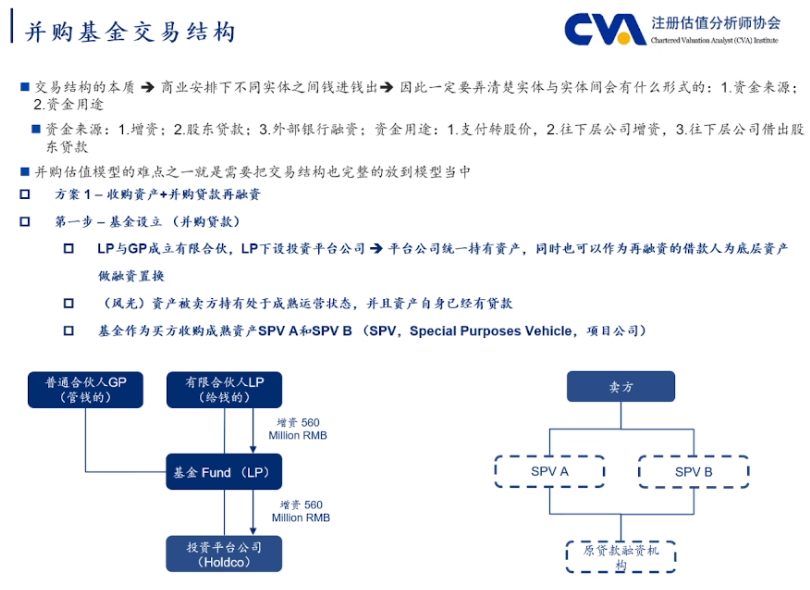 并购基金交易结构
CVA 注册估值分析师协会
Chartered Valuation Analyst (CVA) Institute
交易结构的本质 ➔ 商业安排下不同实体之间钱进钱出➔ 因此一定要弄清楚实体与实体间会有什么形式的：1.资金来源；
2.资金用途
资金来源：1.增资；2.股东贷款；3.外部银行融资；资金用途：1.支付转股价，2.往下层公司增资，3.往下层公司借出股
东贷款
并购估值模型的难点之一就是需要把交易结构也完整的放到模型当中
方案 1 – 收购资产+并购贷款再融资
第一步 – 基金设立 （并购贷款）
LP与GP成立有限合伙，LP下设投资平台公司 ➔ 平台公司统一持有资产，同时也可以作为再融资的借款人为底层资产
做融资置换
（风光）资产被卖方持有处于成熟运营状态，并且资产自身已经有贷款
基金作为买方收购成熟资产SPV A和SPV B （SPV，Special Purposes Vehicle，项目公司）
普通合伙人GP
（管钱的）
有限合伙人LP
（给钱的）
增资 560
Million RMB
基金 Fund （LP）
增资 560
Million RMB
投资平台公司
（Holdco）
卖方
SPV A
SPV B
原贷款融资机
构